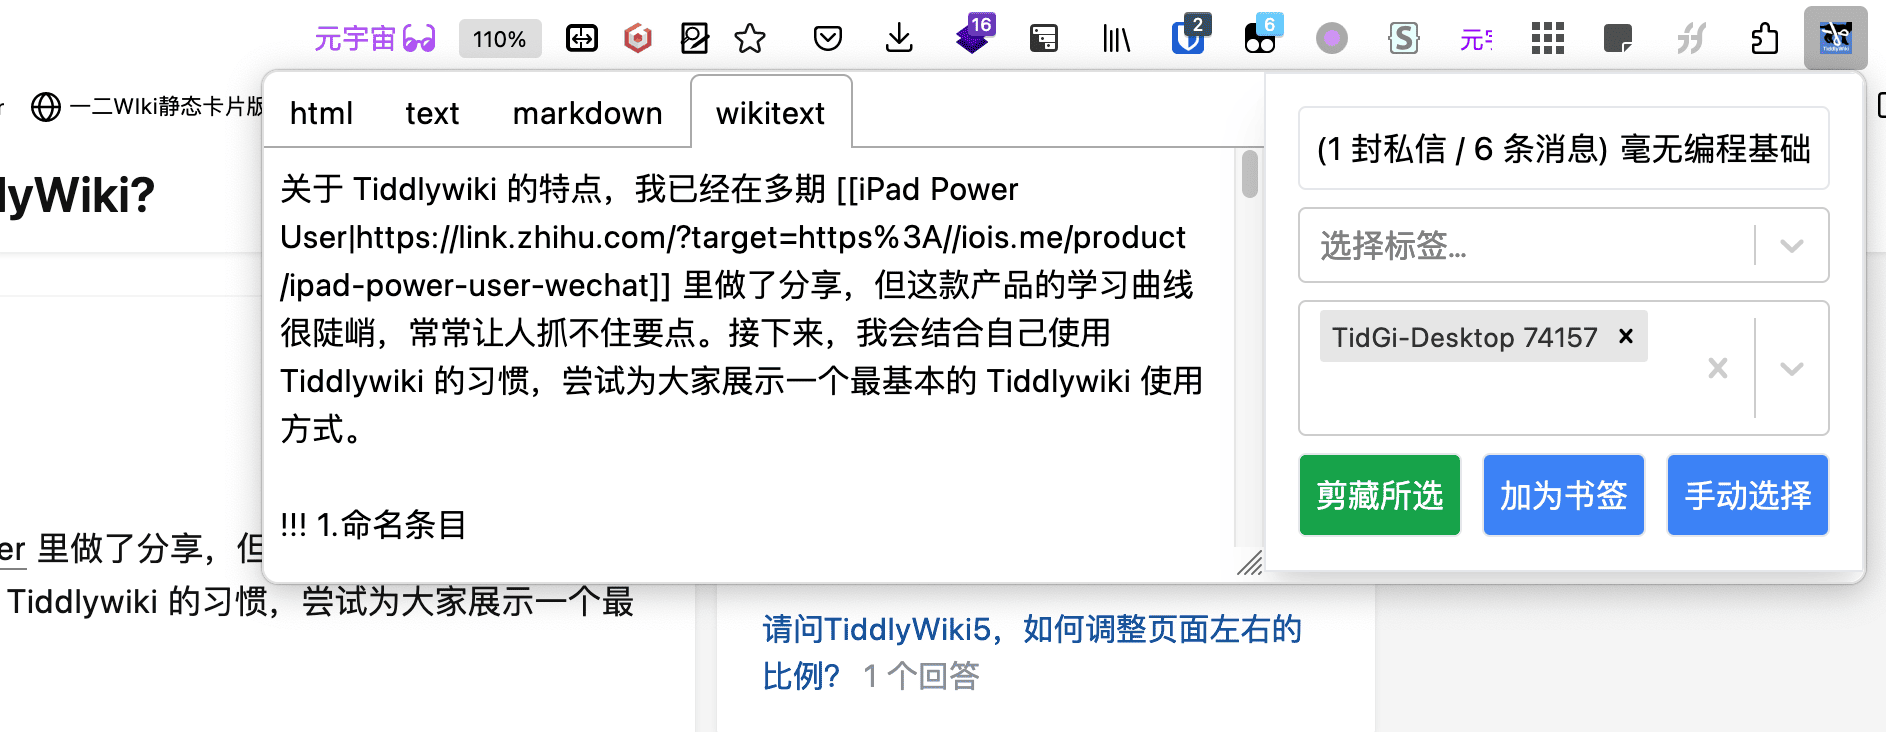 元宇宙
110%
16
2
6
S
元宇
TiddlyWiki
一二WIki静态卡片版
lyWiki?
html
text
markdown
wikitext
关于 Tiddlywiki 的特点，我已经在多期 [[iPad Power
User|https://link.zhihu.com/?target=https%3A//iois.me/product
/ipad-power-user-wechat]] 里做了分享，但这款产品的学习曲线
很陡峭，常常让人抓不住要点。接下来，我会结合自己使用
Tiddlywiki 的习惯，尝试为大家展示一个最基本的 Tiddlywiki 使用
方式。
!!! 1.命名条目
(1 封私信 / 6 条消息) 毫无编程基础
选择标签...
TidGi-Desktop 74157
剪藏所选
加为书签
手动选择
er 里做了分享，但
Tiddlywiki 的习惯，尝试为大家展示一个最
请问TiddlyWiki5，如何调整页面左右的
比例? 1 个回答